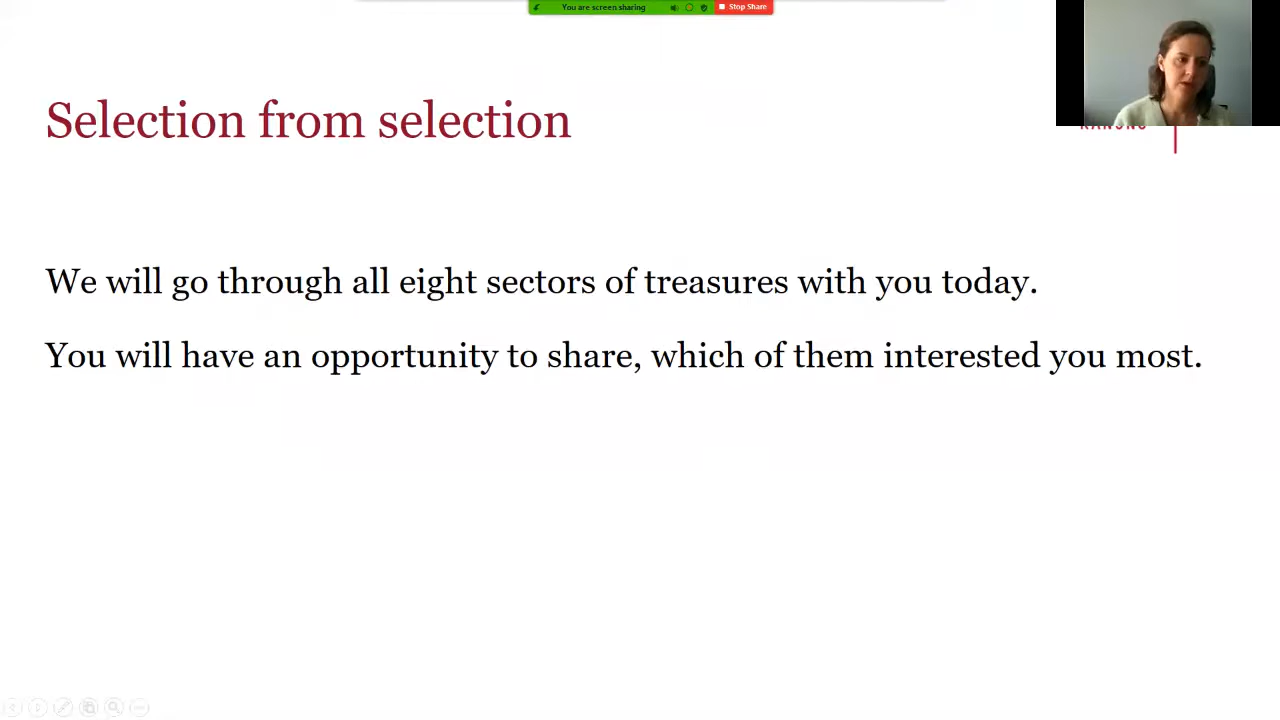 You are screen sharing
Stop Share
Selection from selection
We will go through all eight sectors of treasures with you today.
You will have an opportunity to share, which of them interested you most.